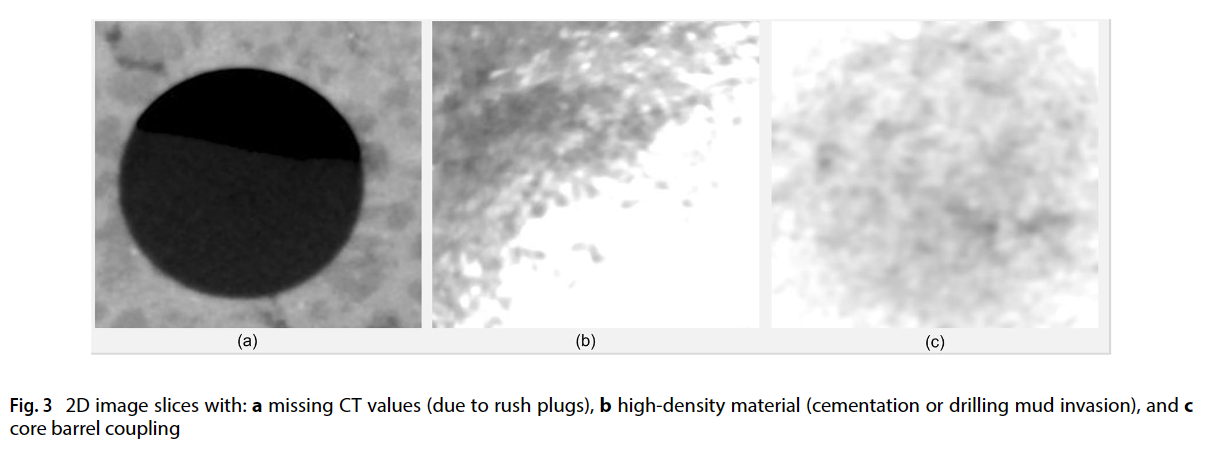 (a)
(b)
(c)
Fig. 3 2D image slices with: a missing CT values (due to rush plugs), b high-density material (cementation or drilling mud invasion), and c
core barrel coupling